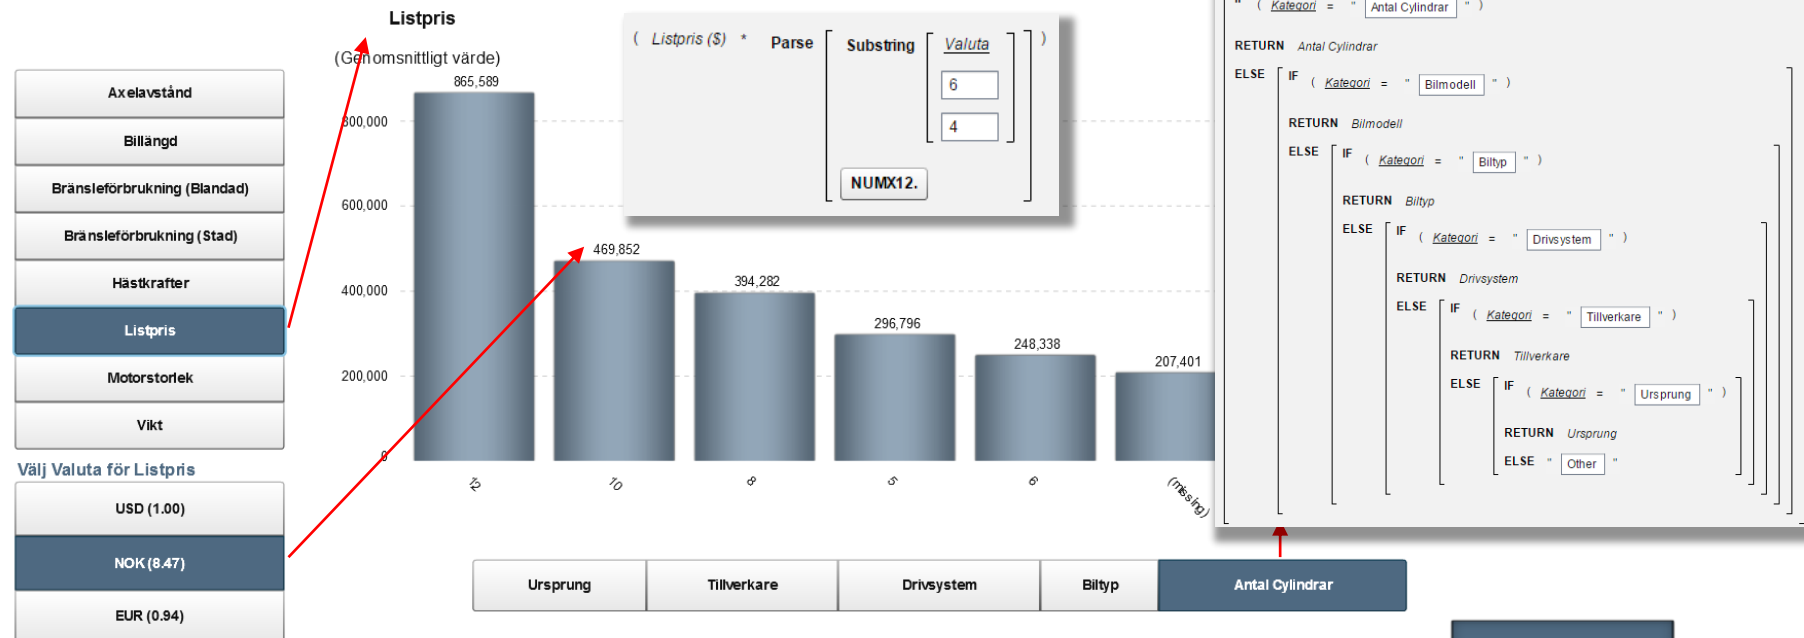 Listpris
(Genomsnittligt värde)
Axelavstånd
Billängd
Bränsleförbrukning (Blandad)
Bränsleförbrukning (Stad)
Hästkrafter
Listpris
Motorstorlek
Vikt
Välj Valuta för Listpris
USD (1.00)
NOK (8.47)
EUR (0.94)
800,000
600,000
400,000
200,000
0
865,589
469,852
394,282
296,796
248,338
207,401
12
10
8
5
6
(missing)
( Listpris ($) * Parse Substring Valuta )
6
4
NUMX12.
" ( Kategori = " Antal Cylindrar " )
RETURN Antal Cylindrar
ELSE IF ( Kategori = " Bilmodell " )
RETURN Bilmodell
ELSE IF ( Kategori = " Biltyp " )
RETURN Biltyp
ELSE IF ( Kategori = " Drivsystem " )
RETURN Drivsystem
ELSE IF ( Kategori = " Tillverkare " )
RETURN Tillverkare
ELSE IF ( Kategori = " Ursprung " )
RETURN Ursprung
ELSE " Other "
Ursprung
Tillverkare
Drivsystem
Biltyp
Antal Cylindrar